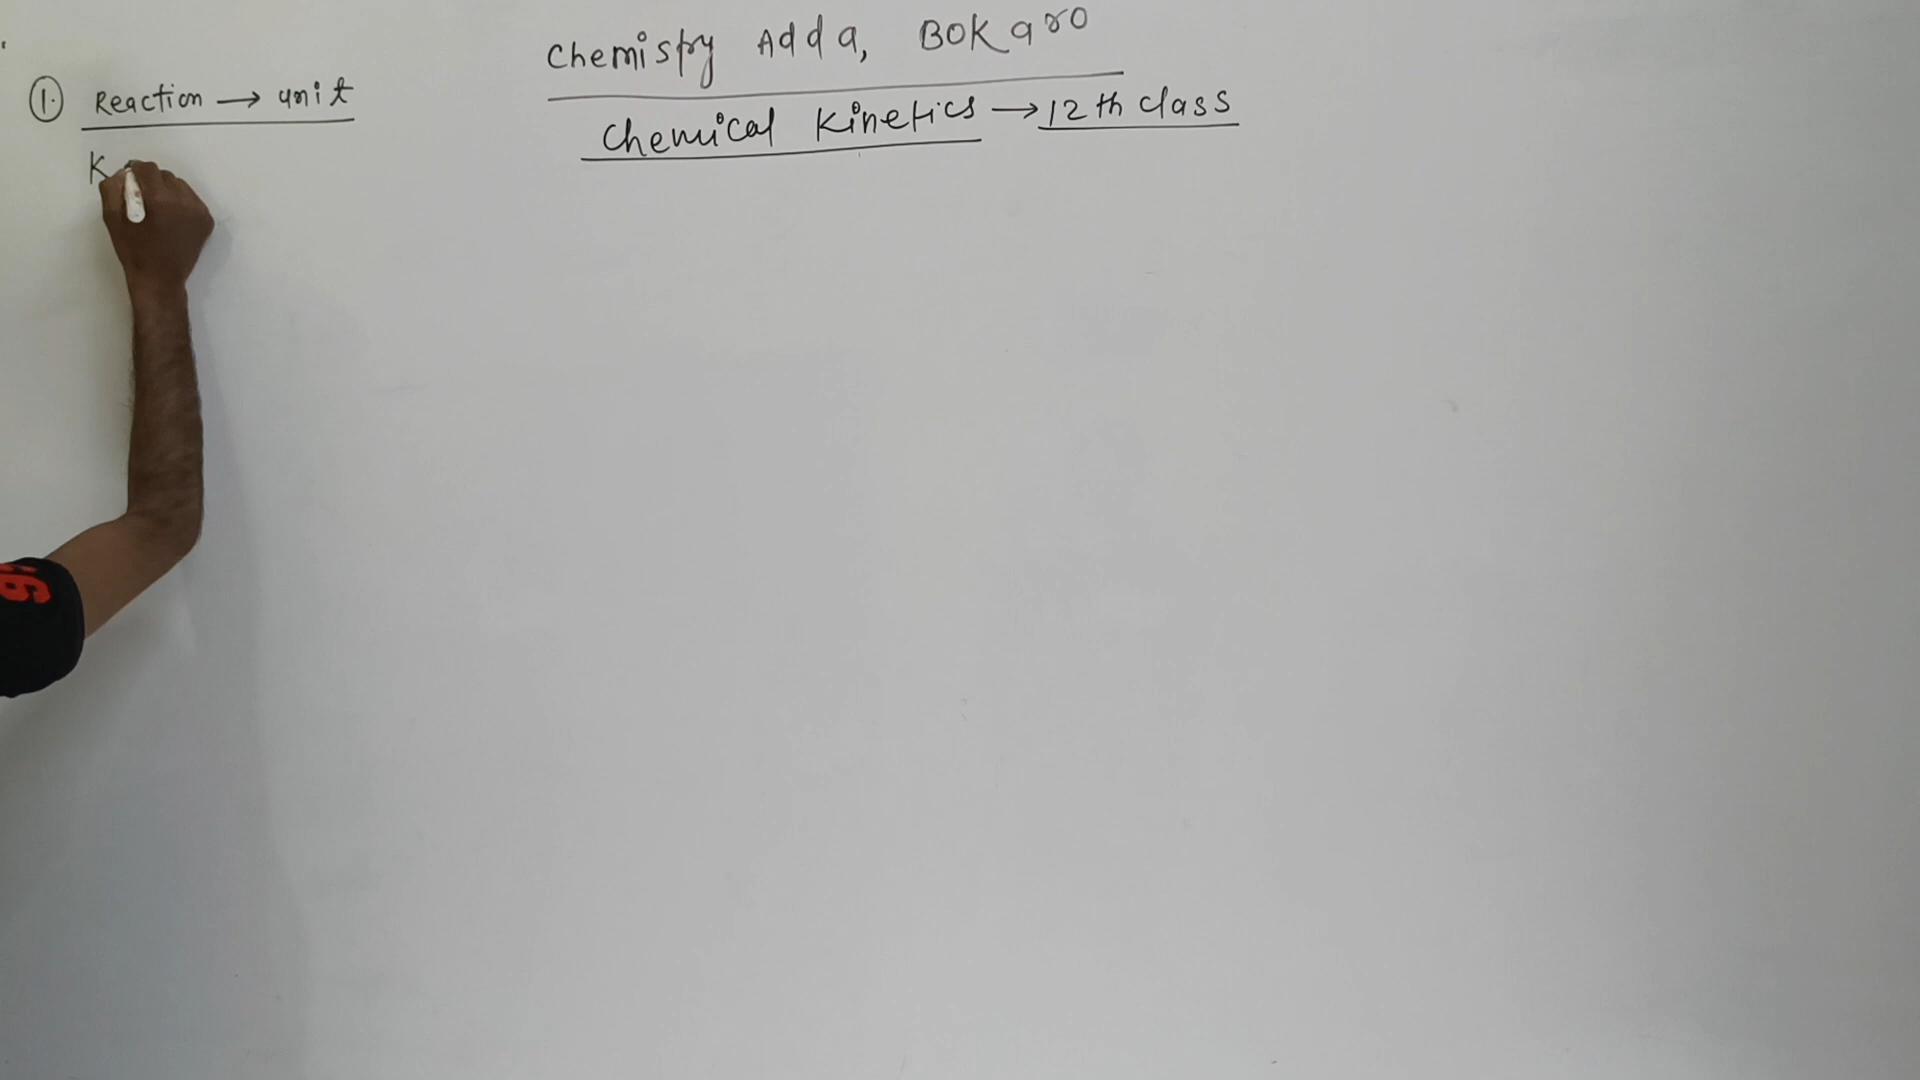 Chemistry Adda, BOKaro
① Reaction → unit
Chemical Kinetics → 12th class
K